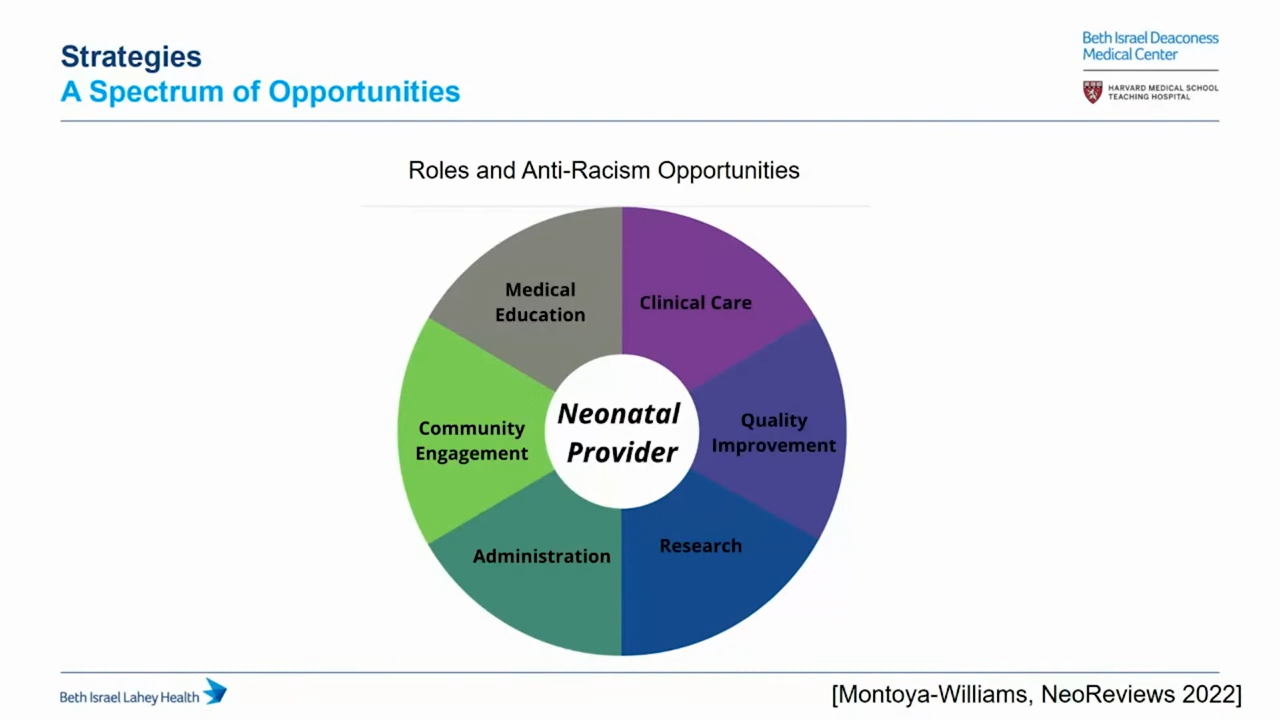 Strategies
A Spectrum of Opportunities
Beth Israel Deaconess
Medical Center
HARVARD MEDICAL SCHOOL
TEACHING HOSPITAL
Roles and Anti-Racism Opportunities
Medical
Education
Clinical Care
Community
Engagement
Neonatal
Provider
Quality
Improvement
Administration
Research
Beth Israel Lahey Health
[Montoya-Williams, NeoReviews 2022]